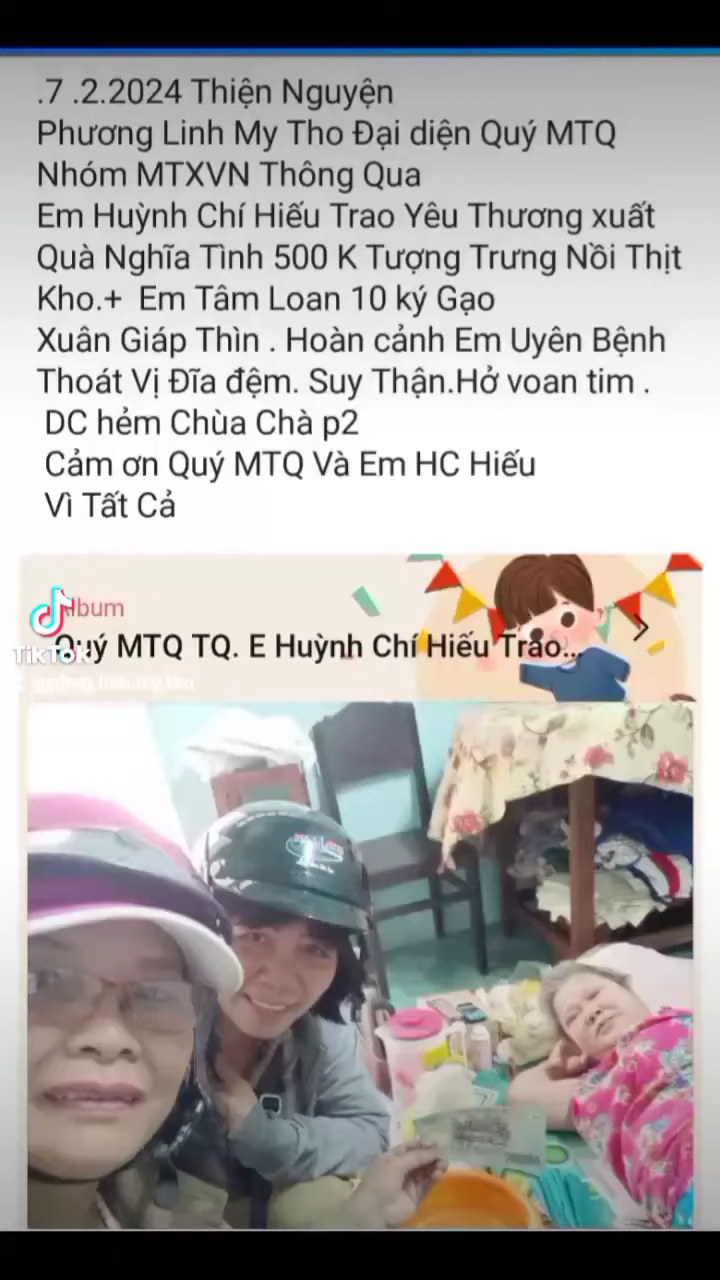 .7 .2.2024 Thiện Nguyện
Phương Linh My Tho Đại diện Quý MTQ
Nhóm MTXVN Thông Qua
Em Huỳnh Chí Hiếu Trao Yêu Thương xuất
Quà Nghĩa Tình 500 K Tượng Trưng Nồi Thịt
Kho.+ Em Tâm Loan 10 ký Gạo
Xuân Giáp Thìn . Hoàn cảnh Em Uyên Bệnh
Thoát Vị Đĩa đệm. Suy Thận.Hở voan tim .
DC hẻm Chùa Chà p2
Cảm ơn Quý MTQ Và Em HC Hiếu
Vì Tất Cả
Album
Quý MTQ TQ. E Huỳnh Chí Hiếu Trao...
TikTok